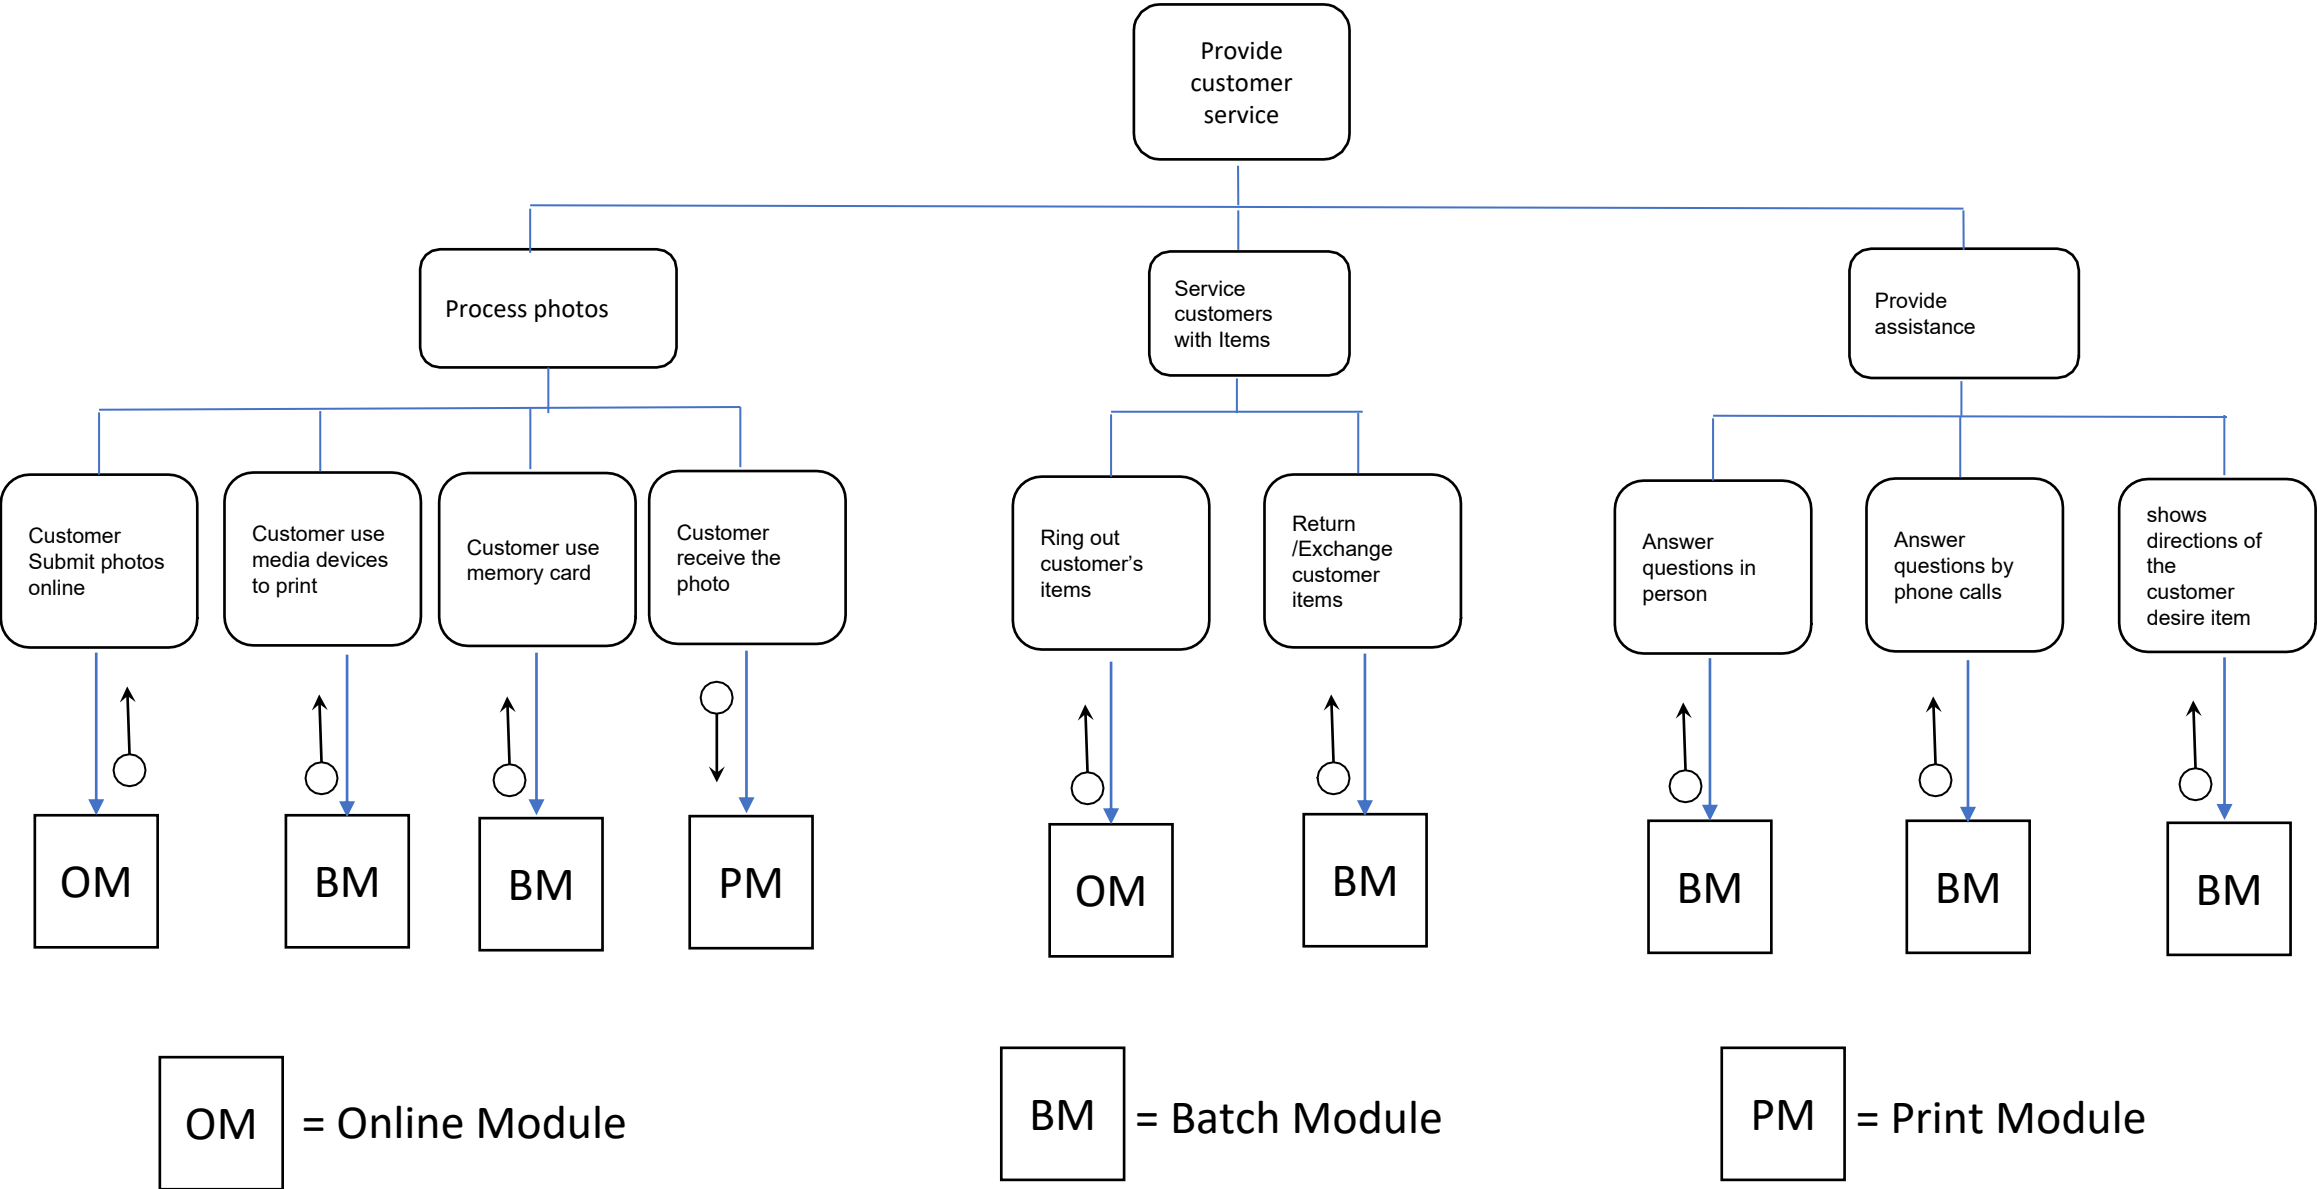 Provide
customer
service
Process photos
Service
customers
with Items
Provide
assistance
Customer
Submit photos
online
Customer use
media devices
to print
Customer use
memory card
Customer
receive the
photo
Ring out
customer’s
items
Return
/Exchange
customer
items
Answer
questions in
person
Answer
questions by
phone calls
shows
directions of
the
customer
desire item
OM
BM
BM
PM
OM
BM
BM
BM
BM
OM = Online Module
BM = Batch Module
PM = Print Module